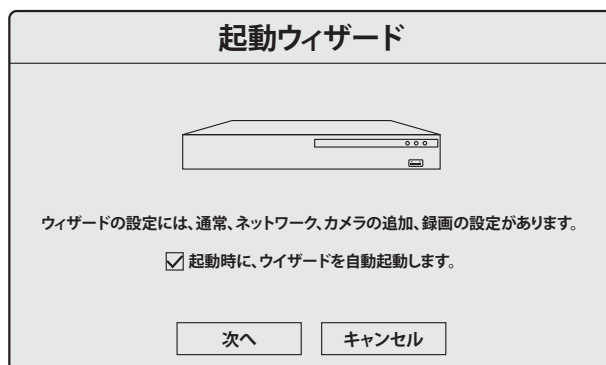 起動ウィザード
ウィザードの設定には、通常、ネットワーク、カメラの追加、録画の設定があります。
起動時に、ウイザードを自動起動します。
次へ
キャンセル